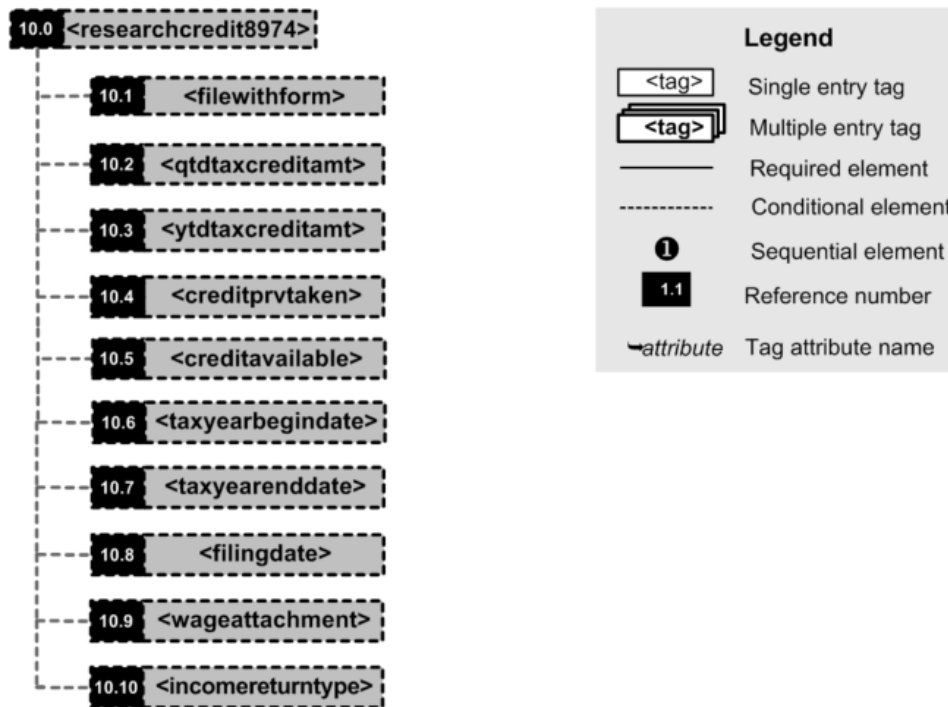 10.0 <researchcredit8974>
10.1 <filewithform>
10.2 <qtdtaxcreditamt>
10.3 <ytdtaxcreditamt>
10.4 <creditprvtaken>
10.5 <creditavailable>
10.6 <taxyearbegindate>
10.7 <taxyearenddate>
10.8 <filingdate>
10.9 <wageattachment>
10.10 <incomereturntype>
Legend
<tag> Single entry tag
<tag> Multiple entry tag
Required element
Conditional element
1 Sequential element
1.1 Reference number
attribute Tag attribute name